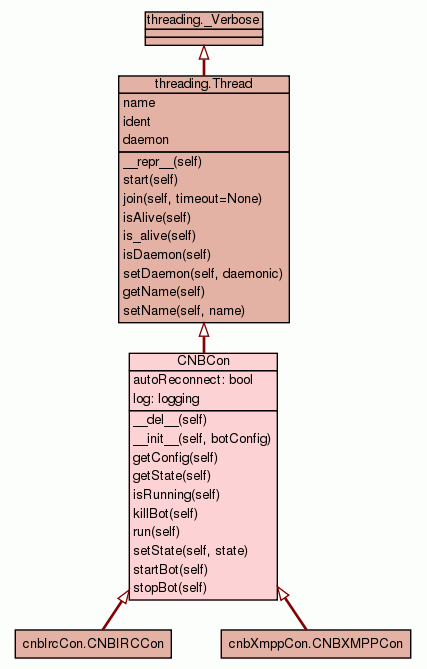 threading._Verbose
threading.Thread
name
ident
daemon
__repr__(self)
start(self)
join(self, timeout=None)
isAlive(self)
is_alive(self)
isDaemon(self)
setDaemon(self, daemonic)
getName(self)
setName(self, name)
CNBCon
autoReconnect: bool
log: logging
__del__(self)
__init__(self, botConfig)
getConfig(self)
getState(self)
isRunning(self)
killBot(self)
run(self)
setState(self, state)
startBot(self)
stopBot(self)
cnbIrcCon.CNBIRCCon
cnbXmppCon.CNBXMPPCon